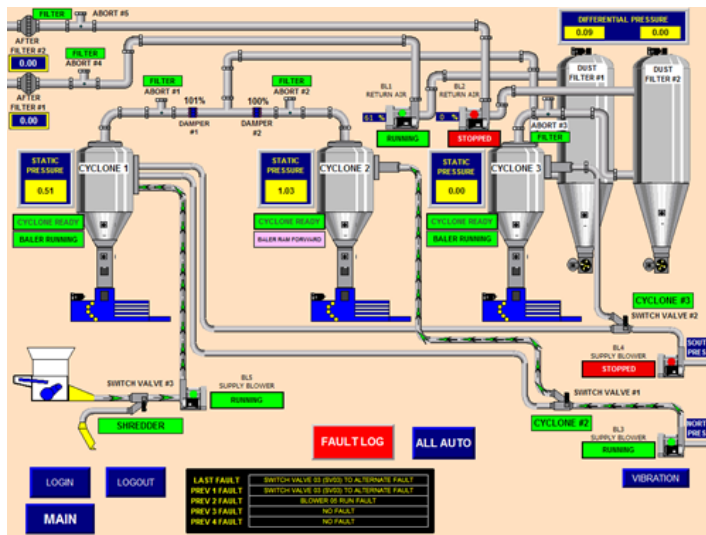 FILTER
ABORT #5
DIFFERENTIAL PRESSURE
0.09
0.00
AFTER
FILTER #2
0.00
FILTER
ABORT #4
AFTER
FILTER #1
0.00
FILTER
ABORT #1
101%
DAMPER
#1
100%
DAMPER
#2
FILTER
ABORT #2
BL1
RETURN AIR
61 %
RUNNING
BL2
RETURN AIR
0 %
STOPPED
ABORT #3
FILTER
DUST
FILTER #1
DUST
FILTER #2
STATIC
PRESSURE
0.51
CYCLONE 1
CYCLONE READY
BALER RUNNING
STATIC
PRESSURE
1.03
CYCLONE 2
CYCLONE READY
BALER RAM FORWARD
STATIC
PRESSURE
0.00
CYCLONE 3
CYCLONE READY
BALER RUNNING
CYCLONE #3
SWITCH VALVE #2
BL4
SUPPLY BLOWER
STOPPED
SOUT
PRES
SWITCH VALVE #3
SHREDDER
BL5
SUPPLY BLOWER
RUNNING
SWITCH VALVE #1
CYCLONE #2
BL3
SUPPLY BLOWER
RUNNING
NORT
PRES
FAULT LOG
ALL AUTO
VIBRATION
LOGIN
LOGOUT
MAIN
LAST FAULT SWITCH VALVE 03 (SV03) TO ALTERNATE FAULT
PREV 1 FAULT SWITCH VALVE 03 (SV03) TO ALTERNATE FAULT
PREV 2 FAULT BLOWER 05 RUN FAULT
PREV 3 FAULT NO FAULT
PREV 4 FAULT NO FAULT